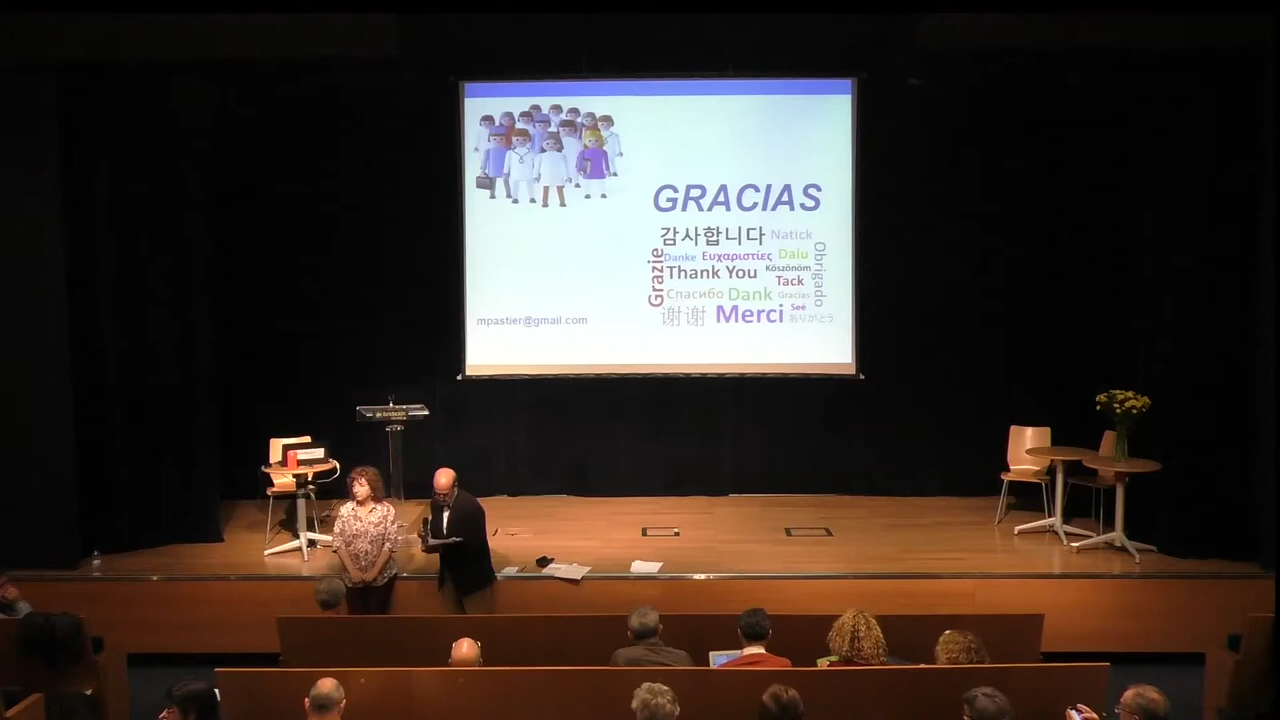 GRACIAS
감사합니다 Natick
Grazie
Danke Ευχαριστίες Dalu
Obrigado
Thank You Köszönöm
Tack
Спасибо Dank Gracias
谢谢 Merci Seé
ありがとう
mpastier@gmail.com
fundación